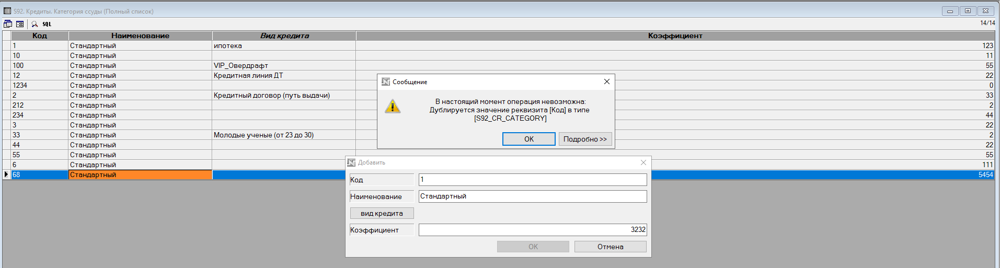 S92. Кредиты. Категория ссуды (Полный список)
SQL 14/14
Код Наименование Вид кредита Коэффициент
1 Стандартный ипотека 123
10 Стандартный 11
100 Стандартный VIP_Овердрафт 55
12 Стандартный Кредитная линия ДТ 22
1234 Стандартный 0
2 Стандартный Кредитный договор (путь выдачи) 33
212 Стандартный 2
234 Стандартный 44
3 Стандартный 22
33 Стандартный Молодые ученые (от 23 до 30) 2
44 Стандартный 22
55 Стандартный 55
6 Стандартный 111
68 Стандартный 5454
Сообщение
В настоящий момент операция невозможна:
Дублируется значение реквизита [Код] в типе
[S92_CR_CATEGORY]
OK Подробно >>
Добавить
Код 1
Наименование Стандартный
вид кредита
Коэффициент 3232
OK Отмена